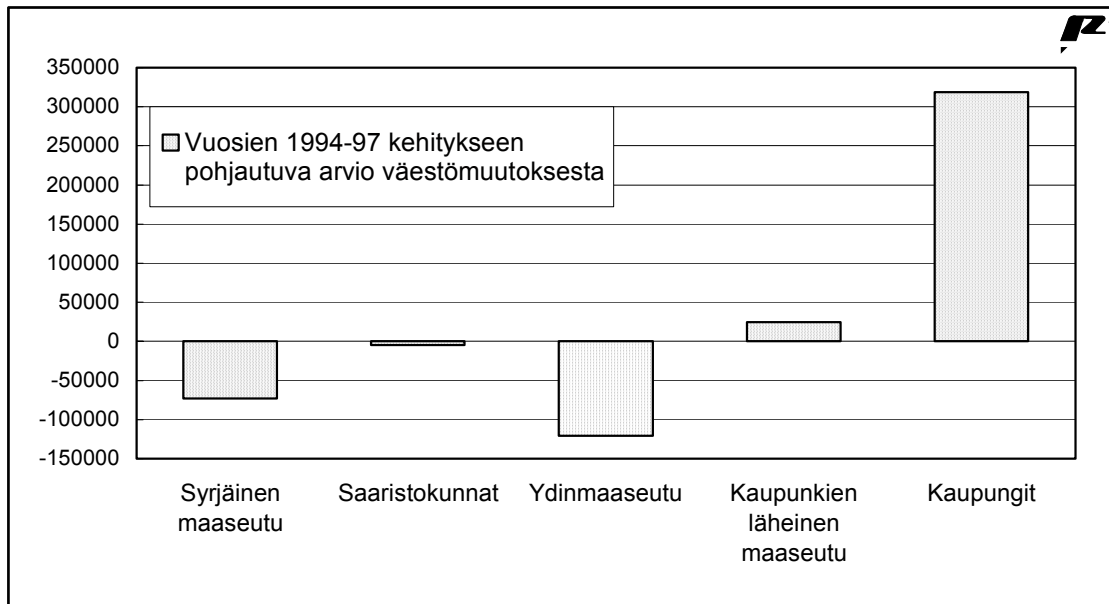 350000
300000
250000
200000
150000
100000
50000
0
-50000
-100000
-150000
Vuosien 1994-97 kehitykseen
pohjautuva arvio väestömuutoksesta
Syrjäinen
maaseutu
Saaristokunnat
Ydinmaaseutu
Kaupunkien
läheinen
maaseutu
Kaupungit